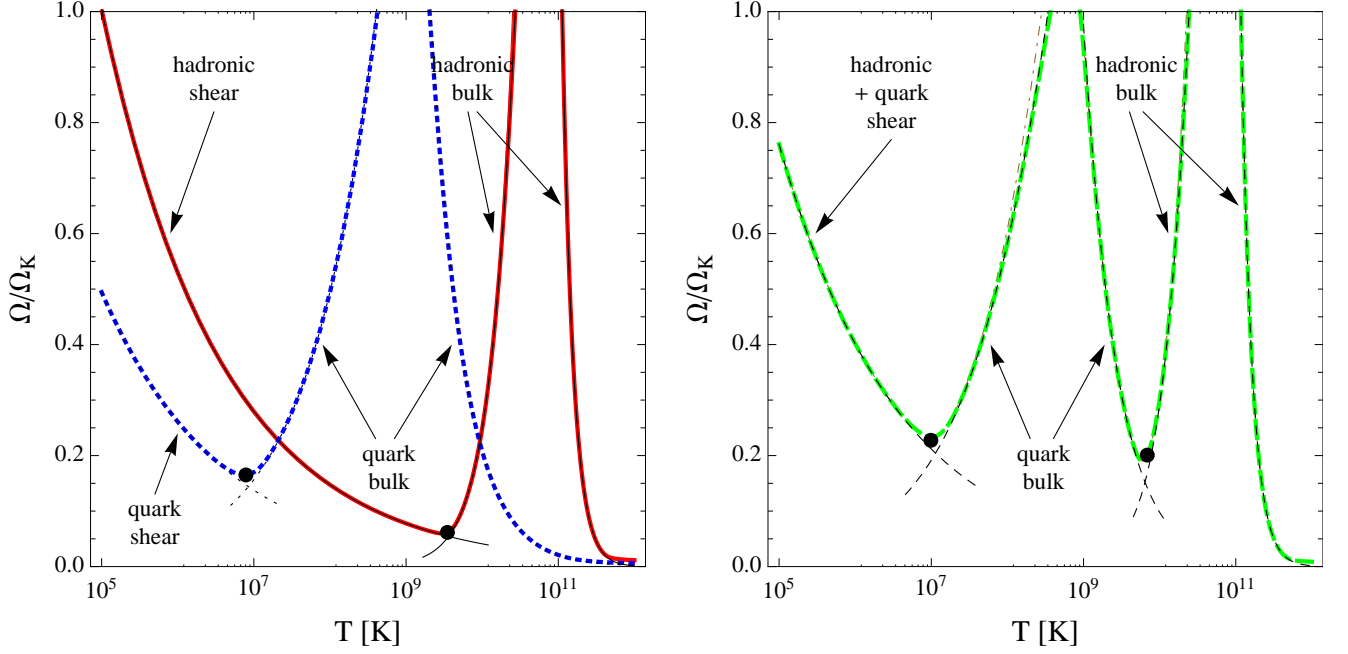 1.0
0.8
0.6
0.4
0.2
0.0
Ω/Ω_K
hadronic
shear
hadronic
bulk
quark
bulk
quark
shear
10^5
10^7
10^9
10^11
T [K]
1.0
0.8
0.6
0.4
0.2
0.0
Ω/Ω_K
hadronic
+ quark
shear
hadronic
bulk
quark
bulk
10^5
10^7
10^9
10^11
T [K]